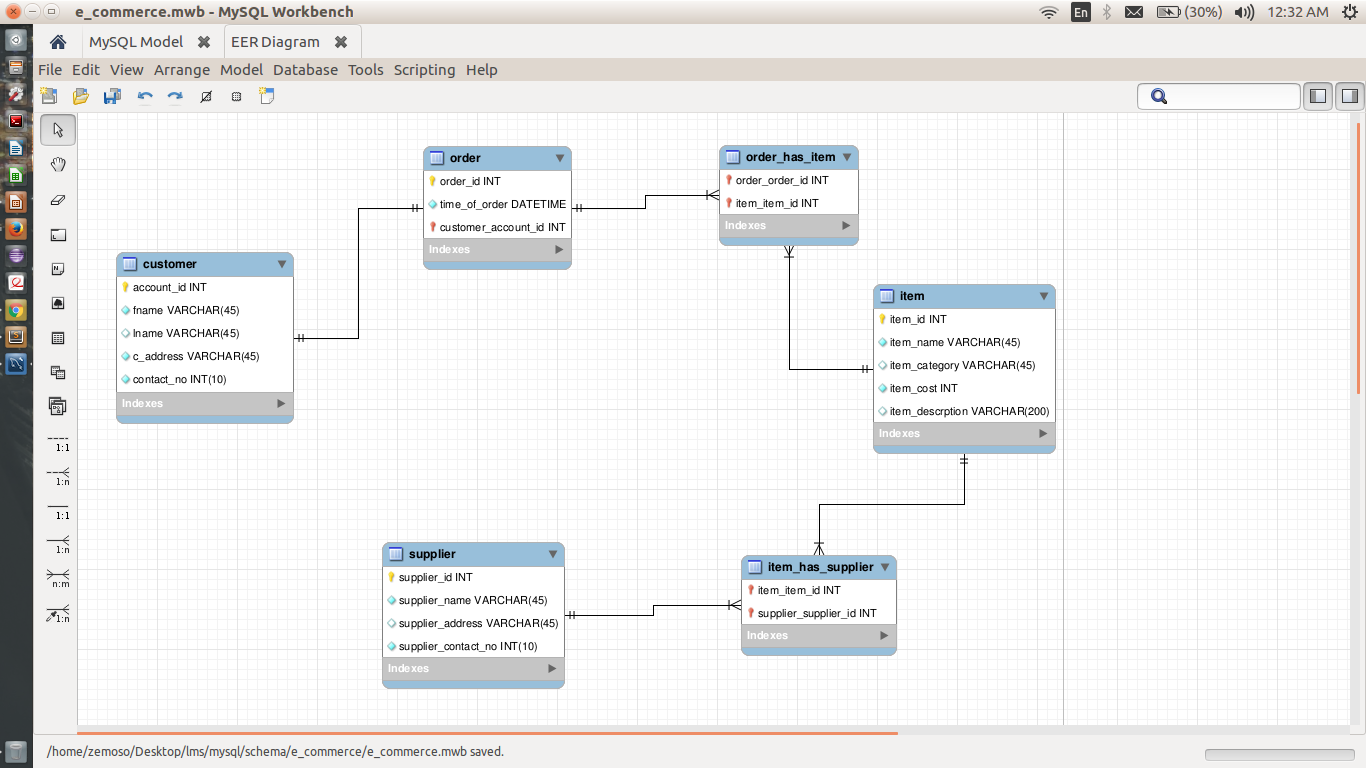 e_commerce.mwb - MySQL Workbench
En
(30%)
12:32 AM
MySQL Model
EER Diagram
File Edit View Arrange Model Database Tools Scripting Help
order
order_id INT
time_of_order DATETIME
customer_account_id INT
Indexes
order_has_item
order_order_id INT
item_item_id INT
Indexes
customer
account_id INT
fname VARCHAR(45)
lname VARCHAR(45)
c_address VARCHAR(45)
contact_no INT(10)
Indexes
item
item_id INT
item_name VARCHAR(45)
item_category VARCHAR(45)
item_cost INT
item_descrption VARCHAR(200)
Indexes
supplier
supplier_id INT
supplier_name VARCHAR(45)
supplier_address VARCHAR(45)
supplier_contact_no INT(10)
Indexes
item_has_supplier
item_item_id INT
supplier_supplier_id INT
Indexes
1:1
1:n
1:1
1:n
n:m
1:n
/home/zemoso/Desktop/lms/mysql/schema/e_commerce/e_commerce.mwb saved.